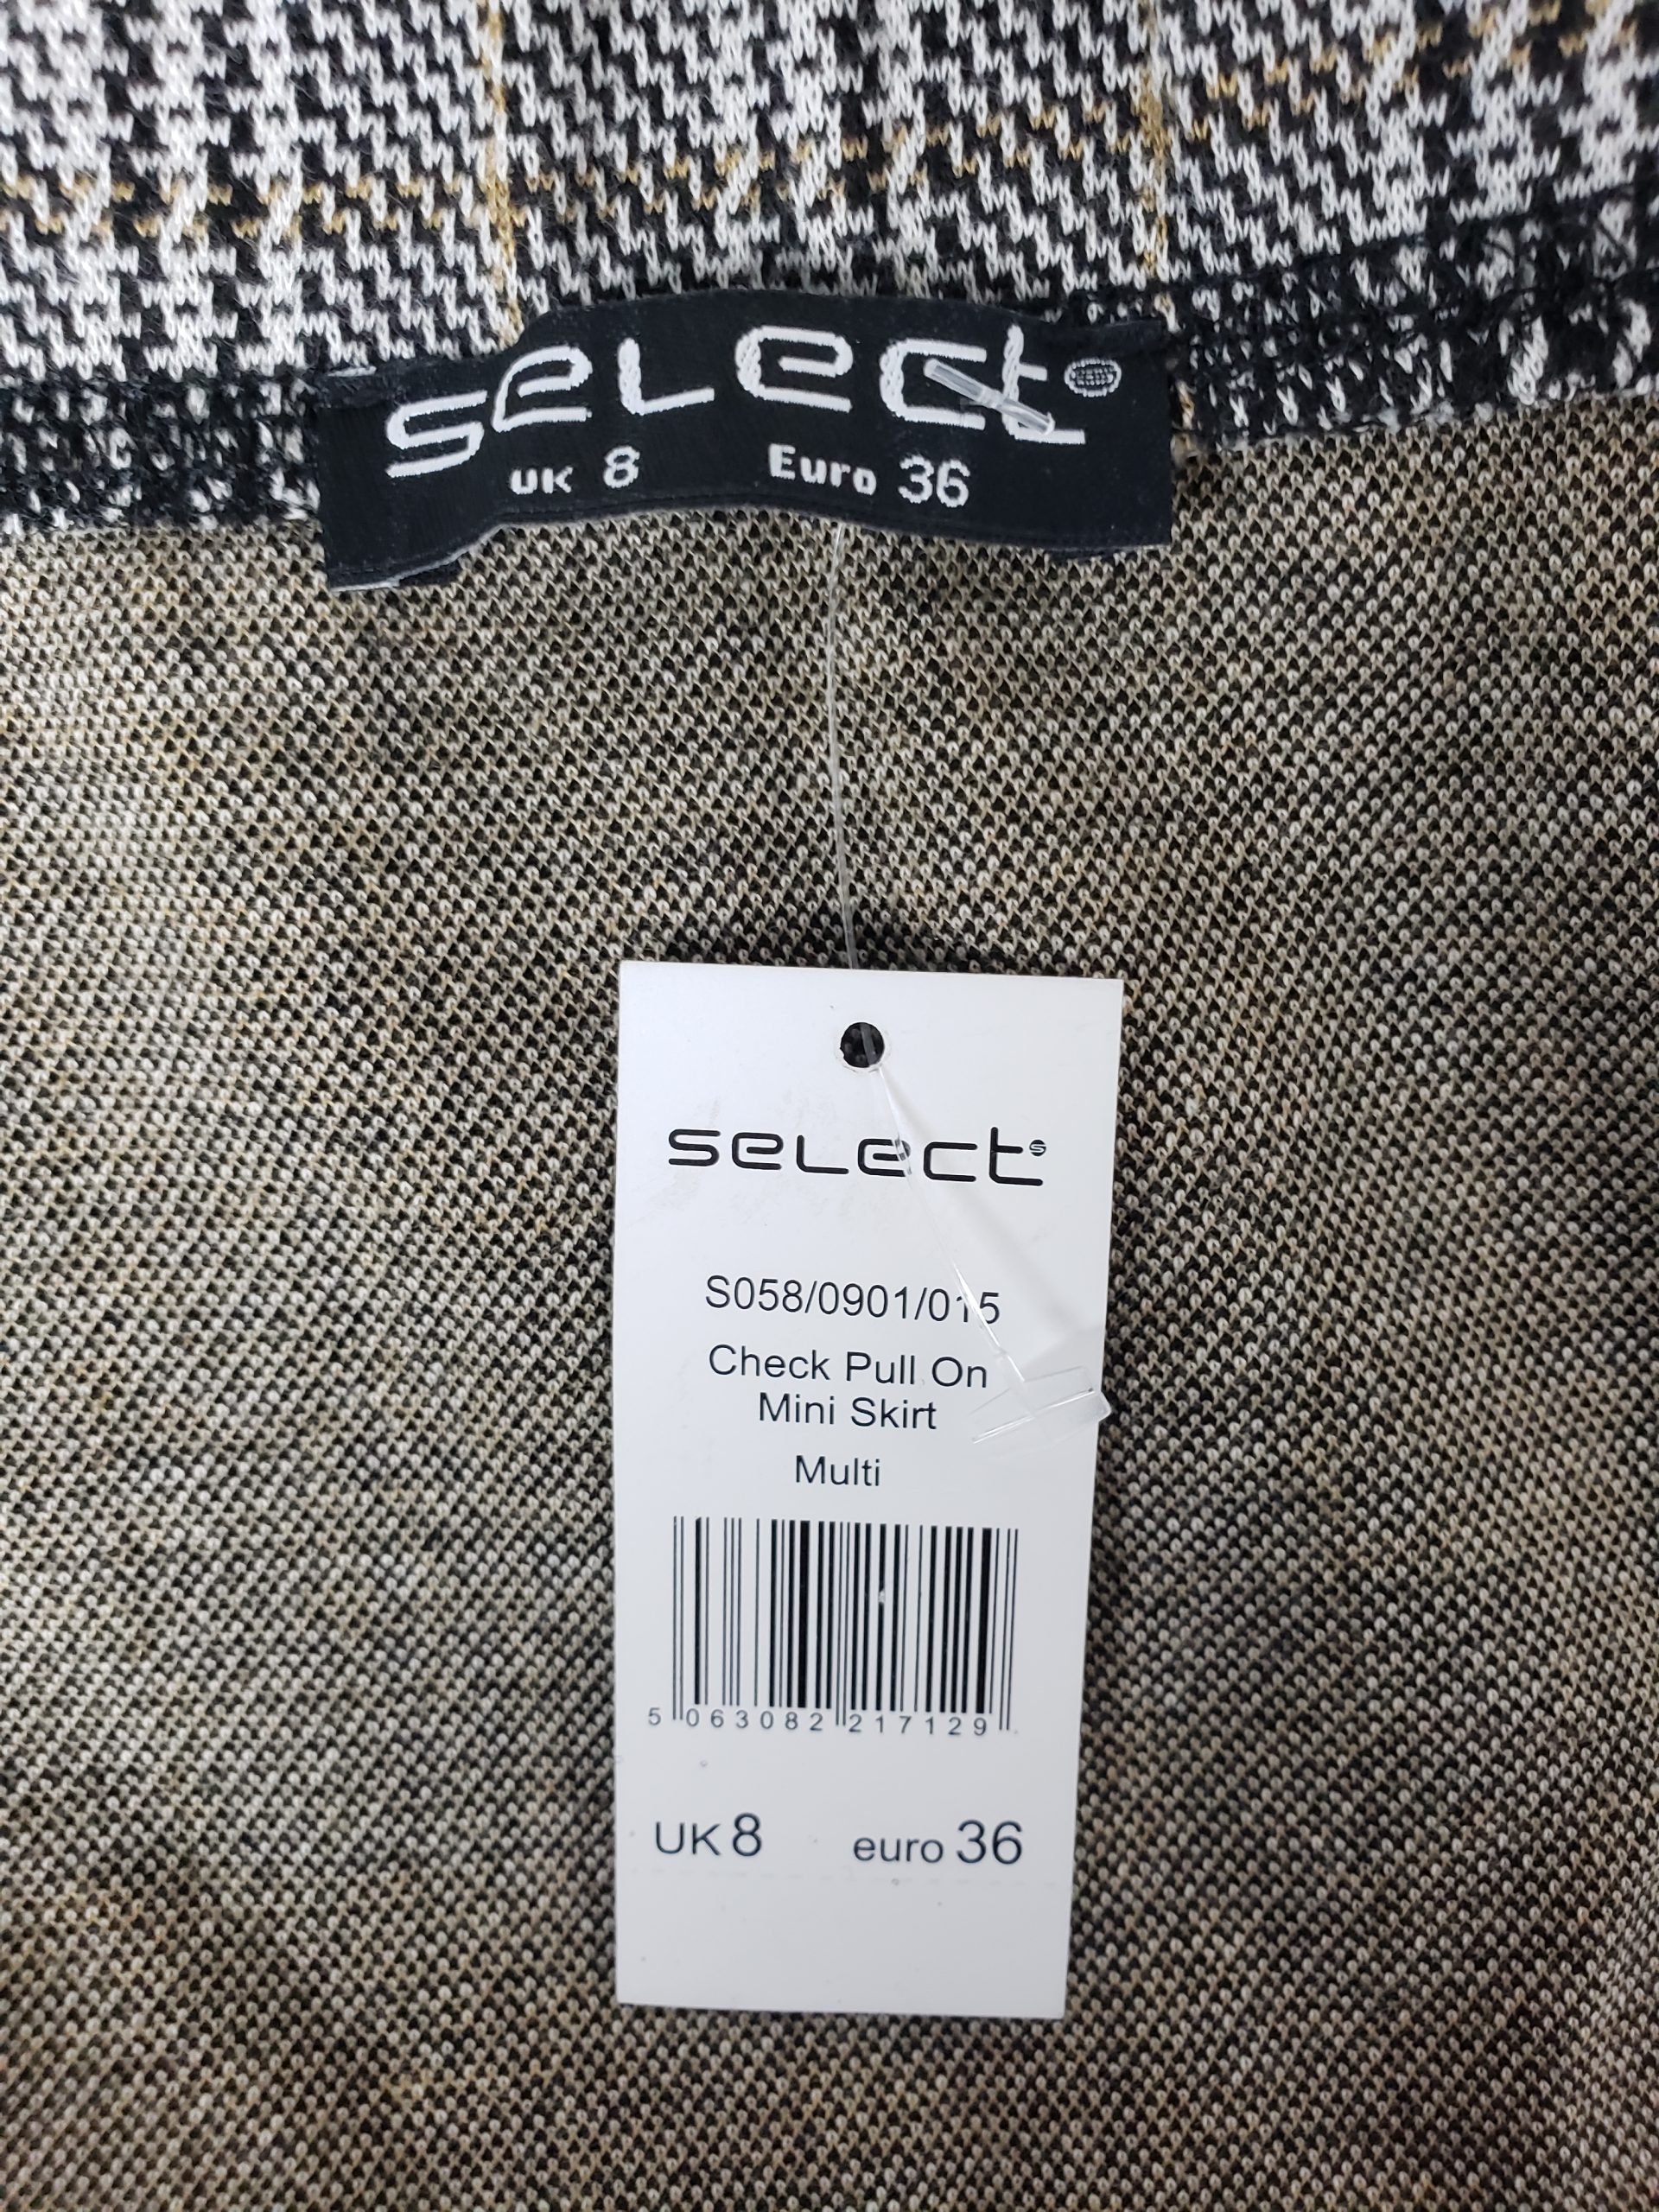 seLect
UK 8 Euro 36
seLect s
S058/0901/015
Check Pull On
Mini Skirt
Multi
5 063082 217129
UK 8 euro 36